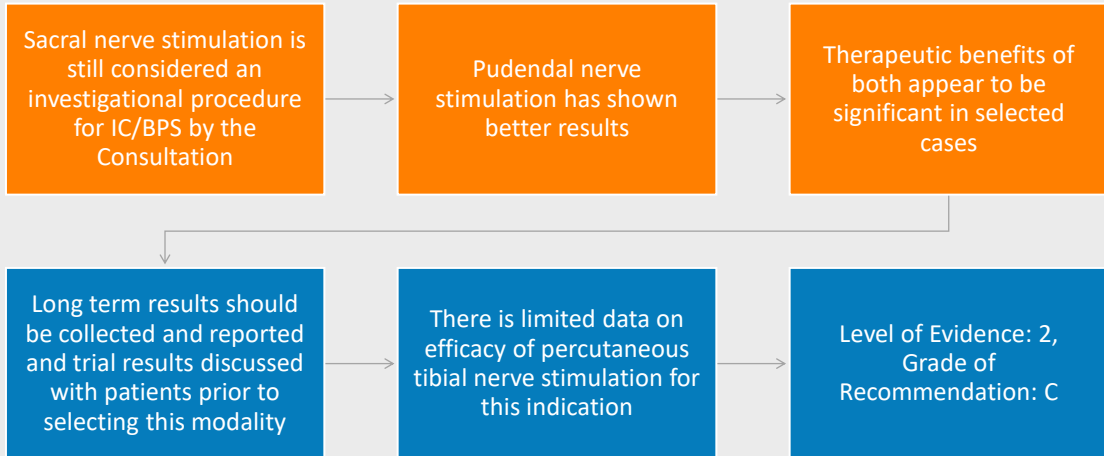 Sacral nerve stimulation is
still considered an
investigational procedure
for IC/BPS by the
Consultation
Pudendal nerve
stimulation has shown
better results
Therapeutic benefits of
both appear to be
significant in selected
cases
Long term results should
be collected and reported
and trial results discussed
with patients prior to
selecting this modality
There is limited data on
efficacy of percutaneous
tibial nerve stimulation for
this indication
Level of Evidence: 2,
Grade of
Recommendation: C